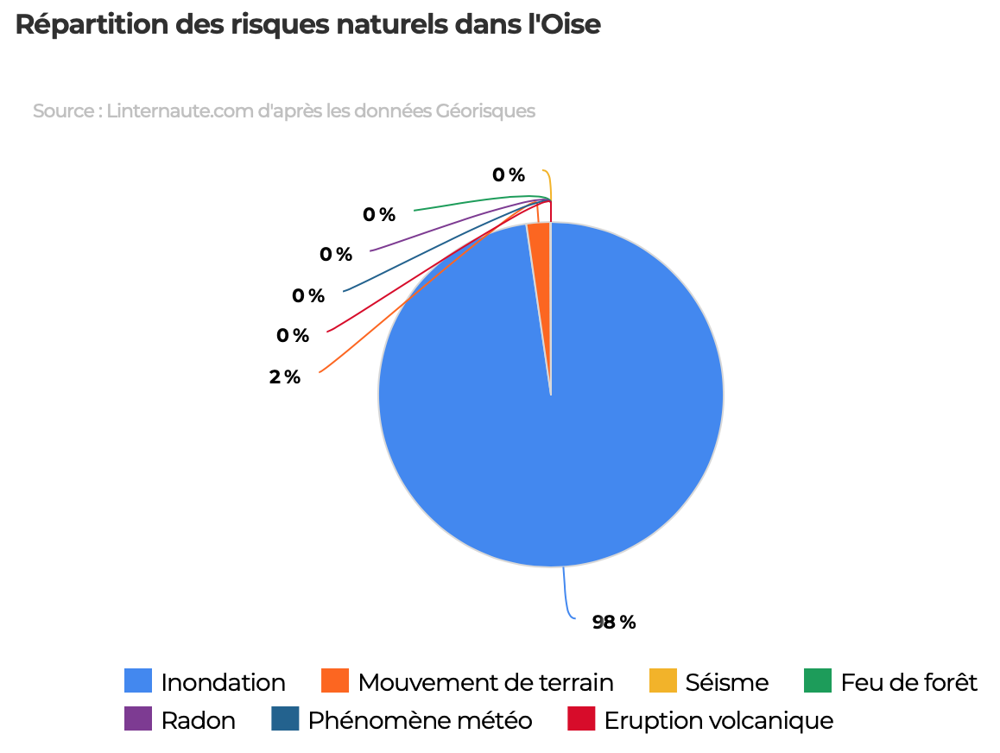 Répartition des risques naturels dans l'Oise
Source : Linternaute.com d'après les données Géorisques
0 %
0 %
0 %
0 %
0 %
2 %
98 %
Inondation Mouvement de terrain Séisme Feu de forêt
Radon Phénomène météo Eruption volcanique